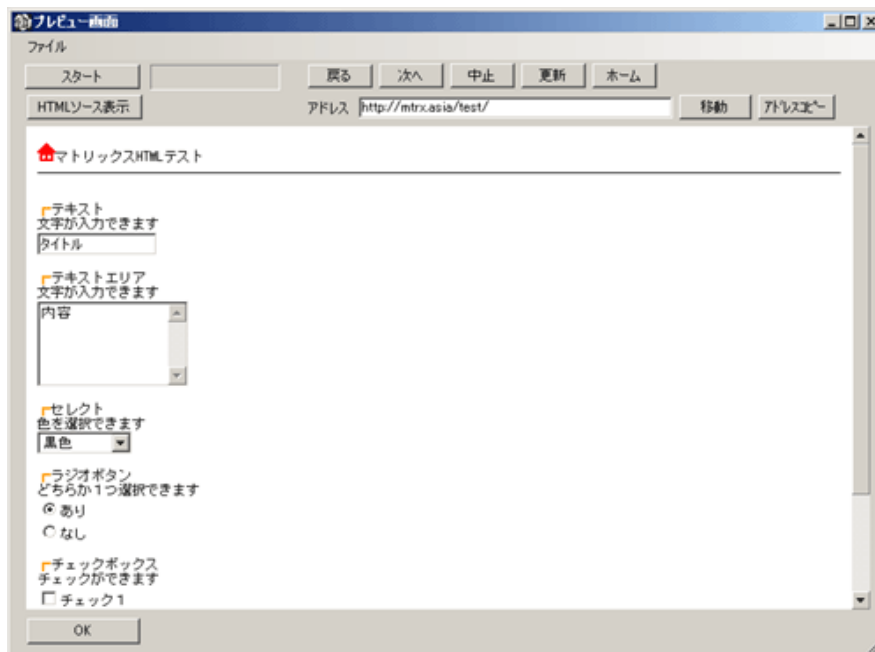 プレビュー画面
ファイル
スタート 戻る 次へ 中止 更新 ホーム
HTMLソース表示 アドレス http://mtrx.asia/test/ 移動 ｱﾄﾞﾚｽｺﾋﾟｰ
マトリックスHTMLテスト
テキスト
文字が入力できます
タイトル
テキストエリア
文字が入力できます
内容
セレクト
色を選択できます
黒色
ラジオボタン
どちらか１つ選択できます
あり
なし
チェックボックス
チェックができます
チェック１
OK